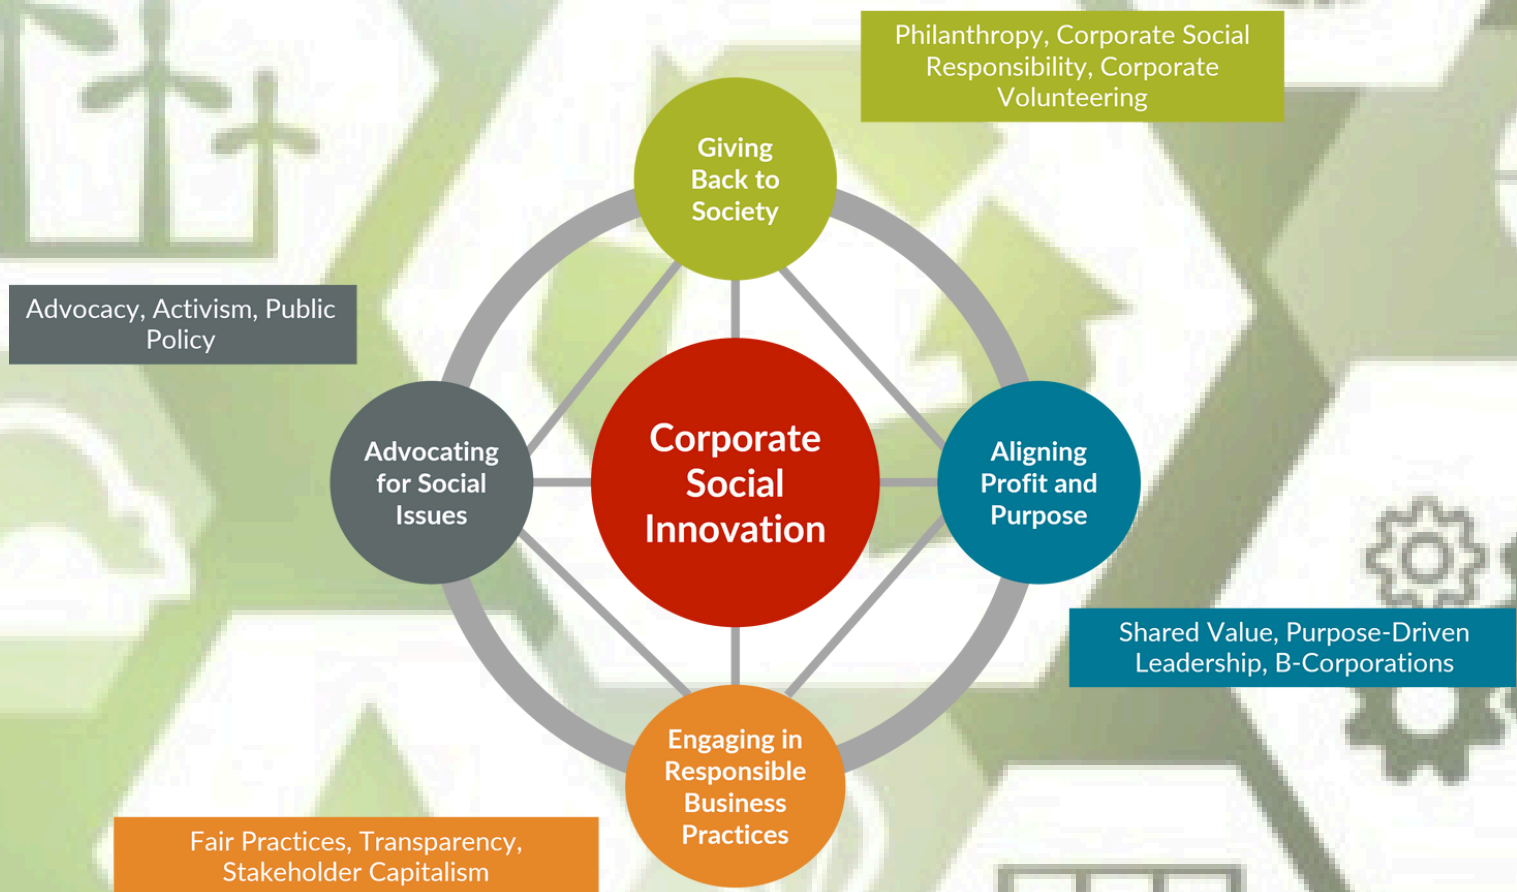 Philanthropy, Corporate Social
Responsibility, Corporate
Volunteering
Giving
Back to
Society
Advocacy, Activism, Public
Policy
Advocating
for Social
Issues
Corporate
Social
Innovation
Aligning
Profit and
Purpose
Shared Value, Purpose-Driven
Leadership, B-Corporations
Engaging in
Responsible
Business
Practices
Fair Practices, Transparency,
Stakeholder Capitalism